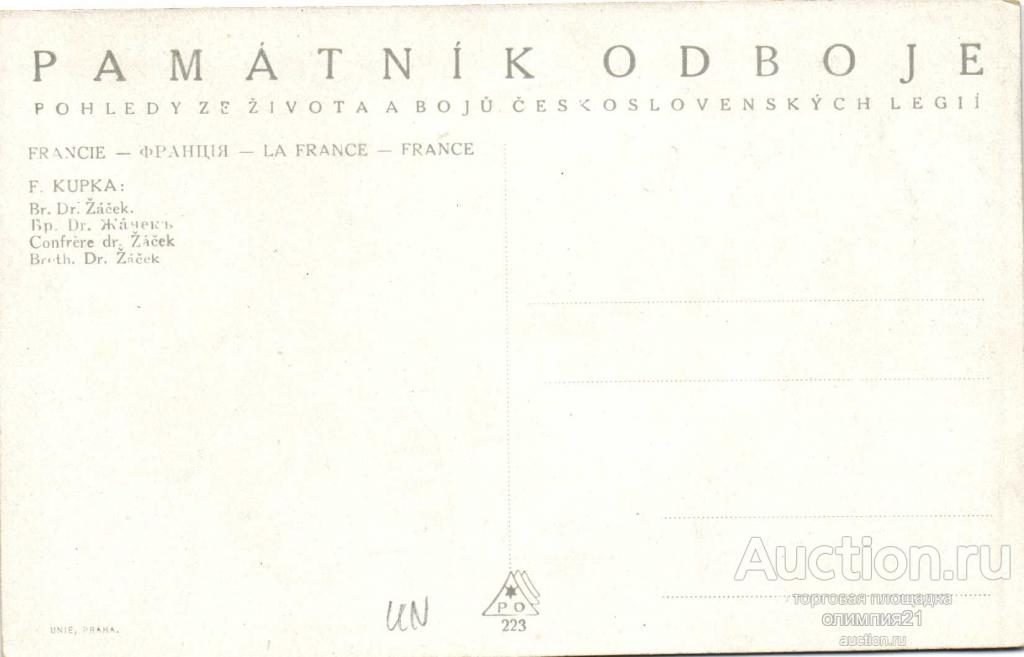 PAMÁTNÍK ODBOJE
POHLEDY ZE ŽIVOTA A BOJŮ ČESKOSLOVENSKÝCH LEGIÍ
FRANCIE — ФРАНЦІЯ — LA FRANCE — FRANCE
F. KUPKA:
Br. Dr. Žáček.
Бр. Dr. Жáчекъ
Confrère dr. Žáček
Breth. Dr. Žáček
UNIE, PRAHA.
UN
PO
223
Auction.ru
торговая площадка
олимпия21
auction.ru